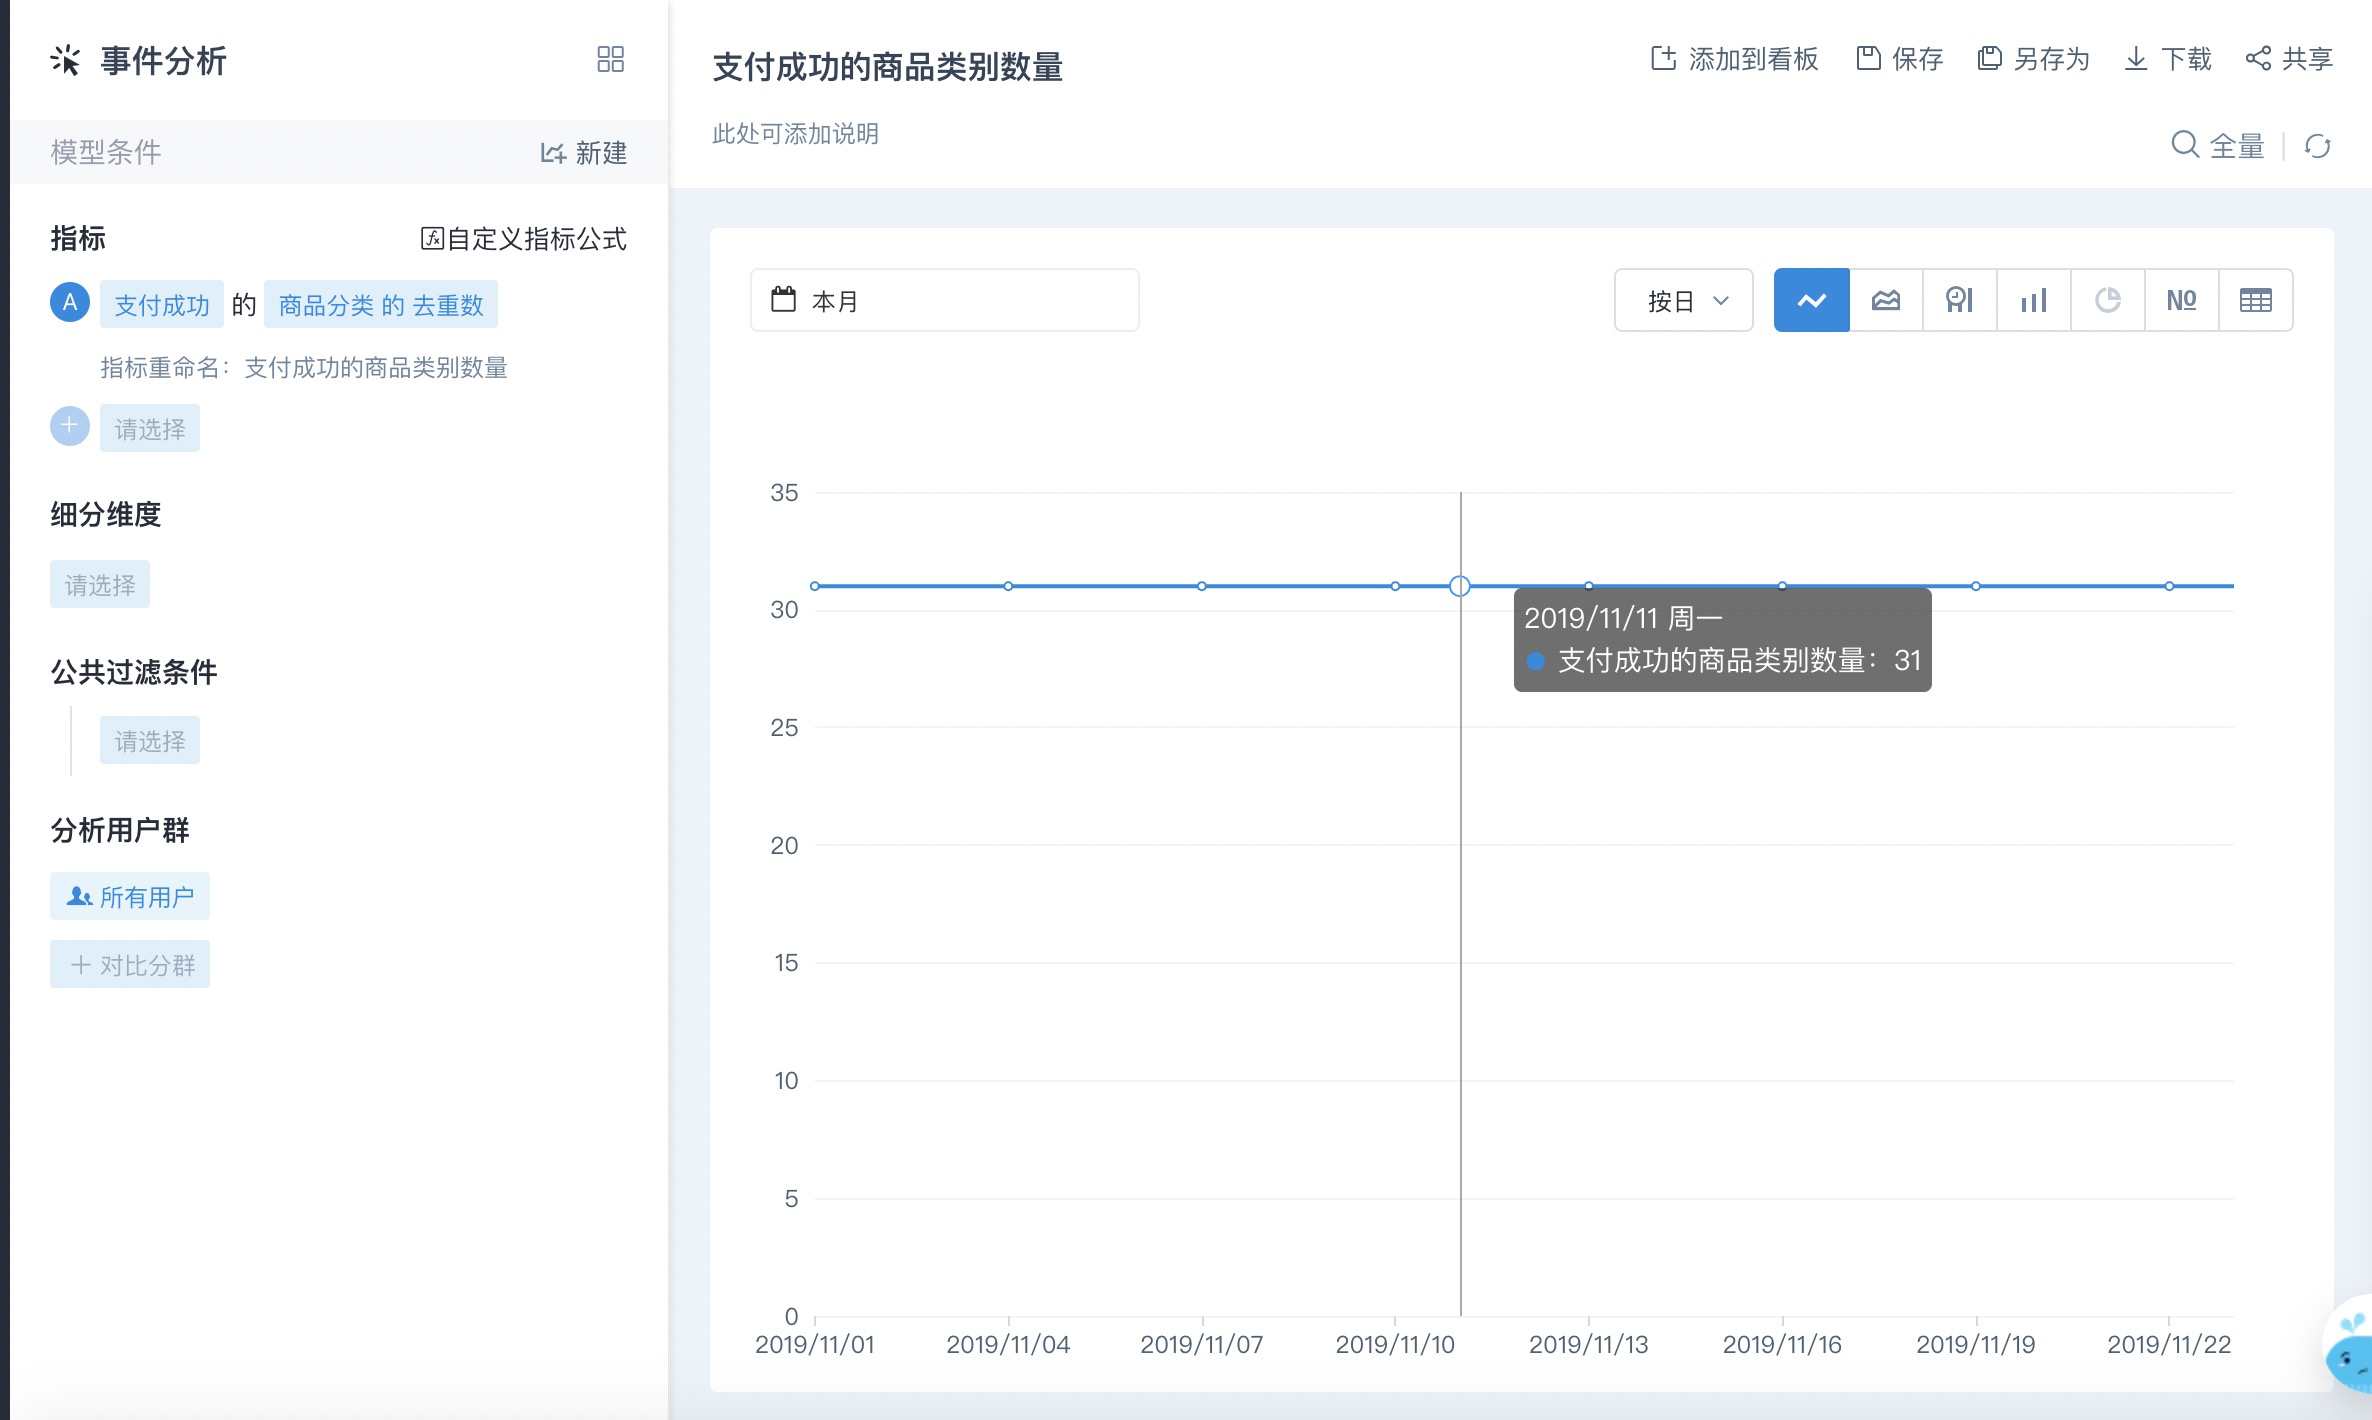 事件分析
模型条件
新建
指标
自定义指标公式
A 支付成功 的 商品分类 的 去重数
指标重命名：支付成功的商品类别数量
请选择
细分维度
请选择
公共过滤条件
请选择
分析用户群
所有用户
对比分群
支付成功的商品类别数量
添加到看板 保存 另存为 下载 共享
此处可添加说明
全量
本月
按日
No
35
30
25
20
15
10
5
0
2019/11/11 周一
支付成功的商品类别数量：31
2019/11/01 2019/11/04 2019/11/07 2019/11/10 2019/11/13 2019/11/16 2019/11/19 2019/11/22